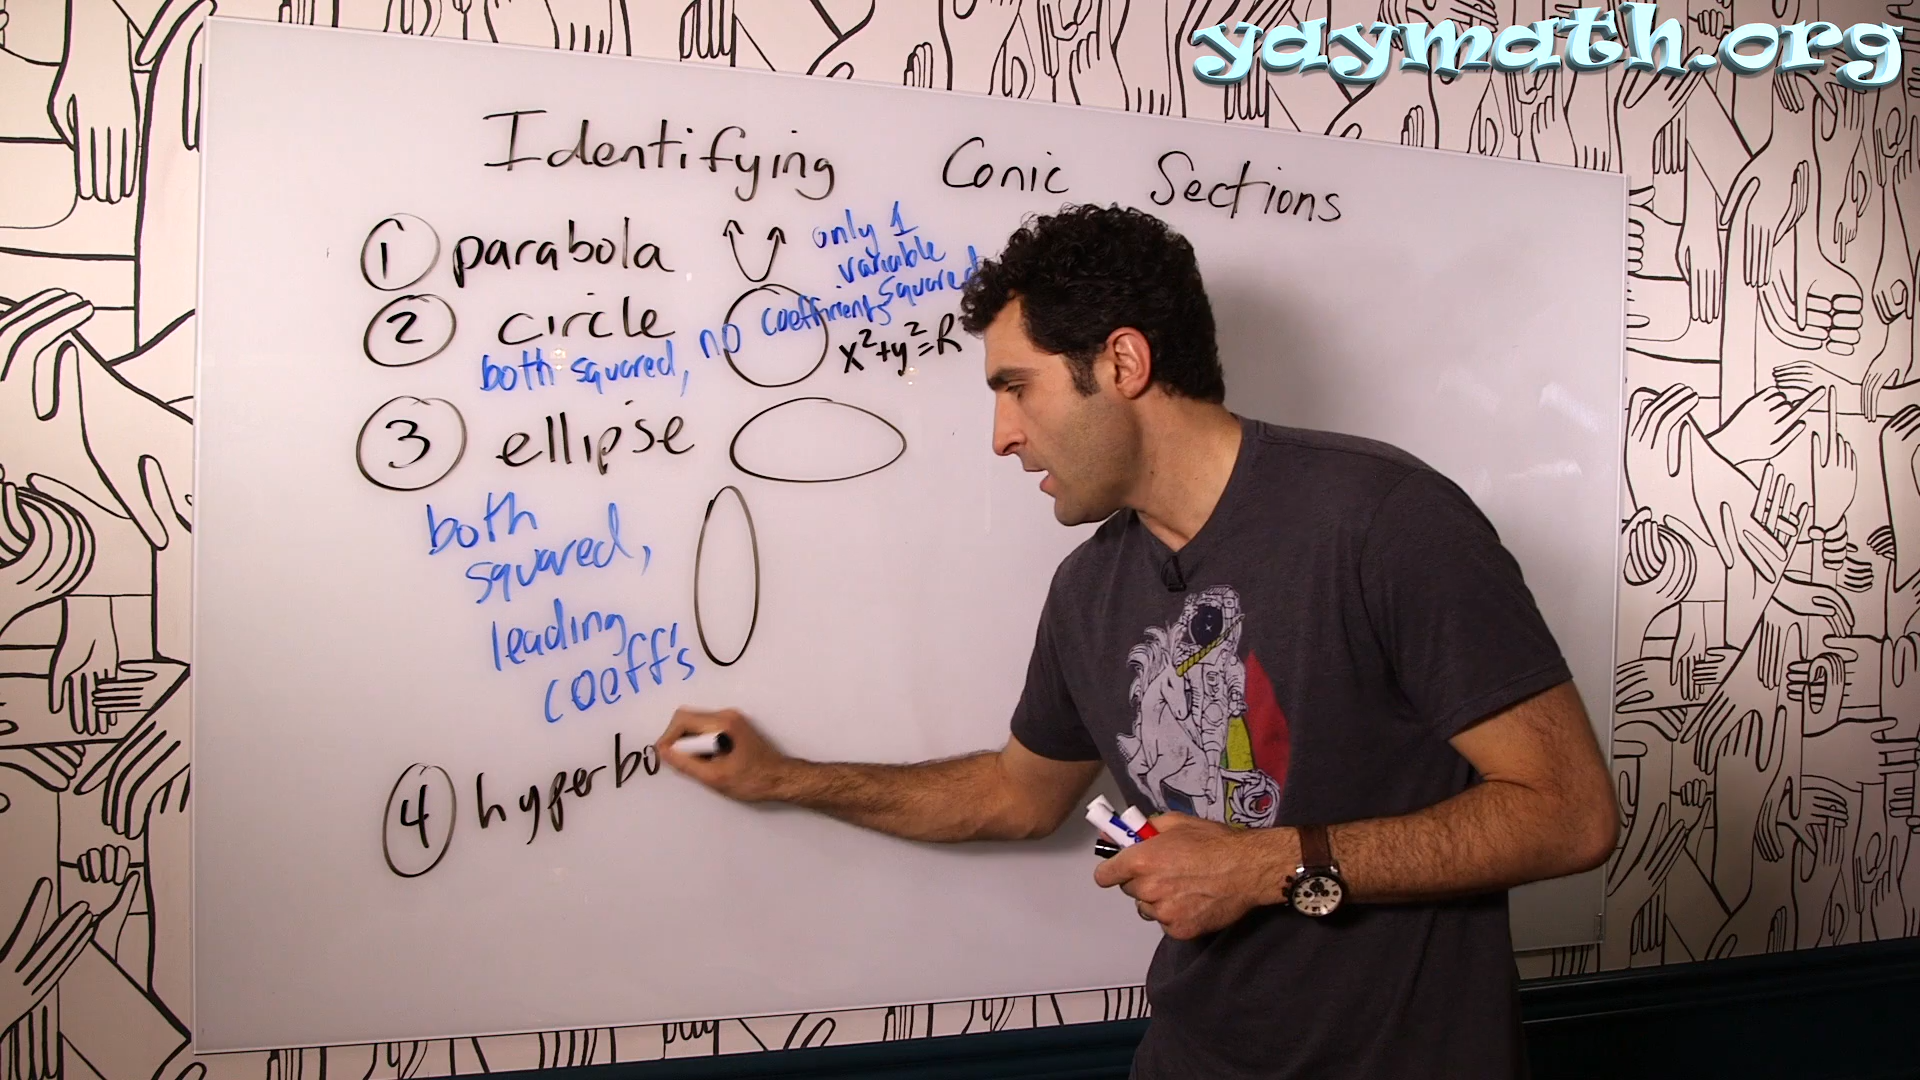 yaymath.org
Identifying Conic Sections
① parabola
only 1
variable
squared
② circle
both squared, no coefficients
x²+y²=R
③ ellipse
both
squared,
leading
coeff's
④ hyperbo